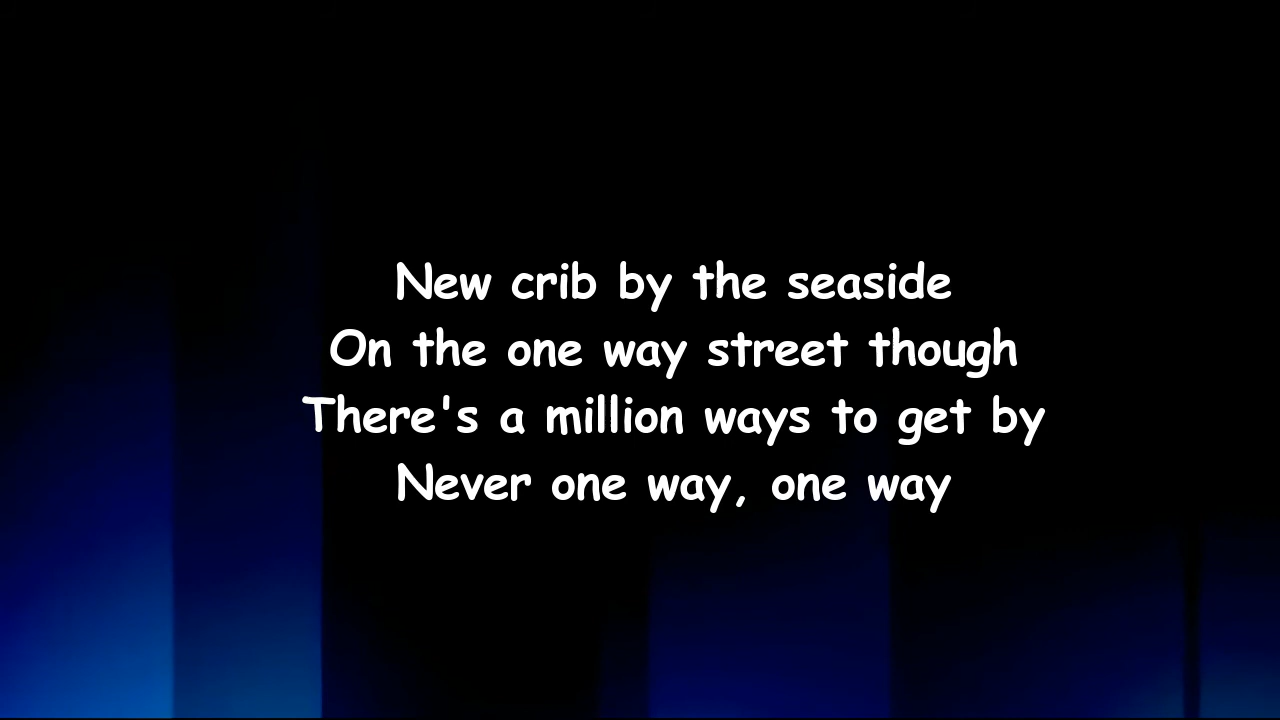 New crib by the seaside
On the one way street though
There's a million ways to get by
Never one way, one way